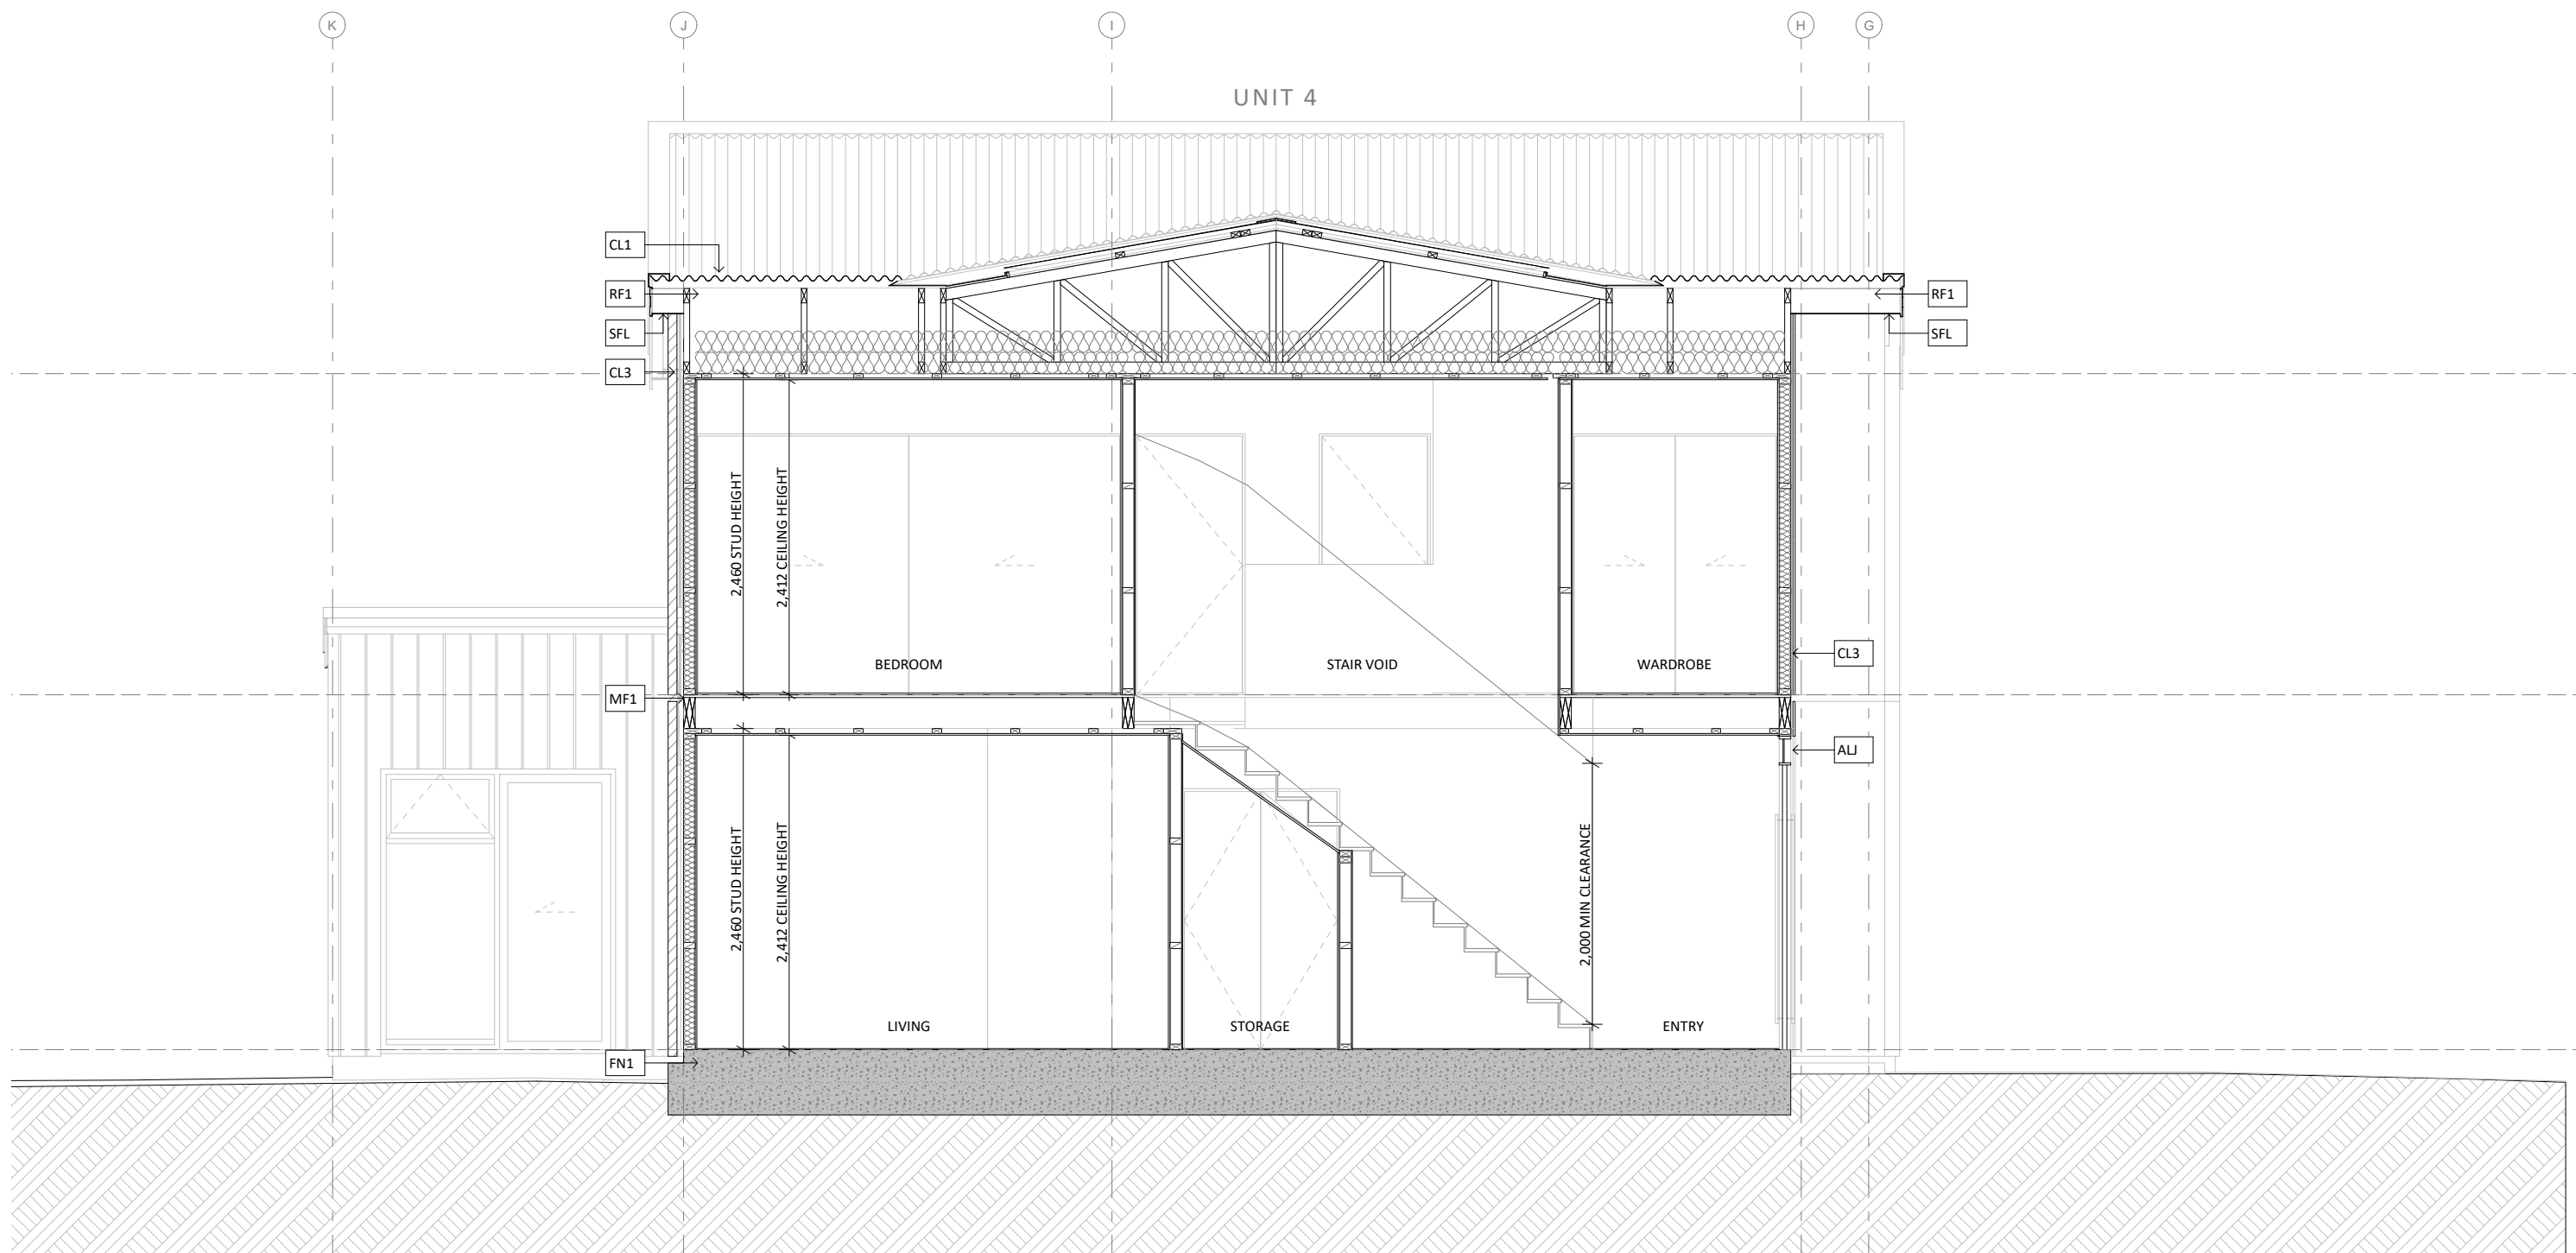 K
J
I
H
G
UNIT 4
CL1
RF1
RF1
SFL
SFL
CL3
2,460 STUD HEIGHT
2,412 CEILING HEIGHT
BEDROOM
STAIR VOID
WARDROBE
CL3
MF1
ALJ
2,460 STUD HEIGHT
2,412 CEILING HEIGHT
2,000 MIN CLEARANCE
LIVING
STORAGE
ENTRY
FN1